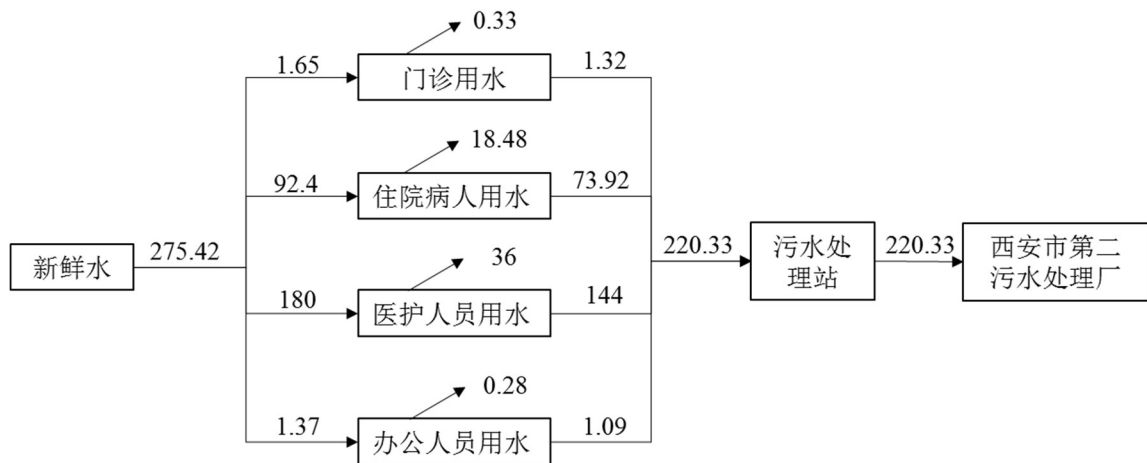 0.33
1.65
门诊用水
1.32
18.48
92.4
住院病人用水
73.92
新鲜水
275.42
36
180
医护人员用水
144
220.33
污水处
理站
220.33
西安市第二
污水处理厂
0.28
1.37
办公人员用水
1.09